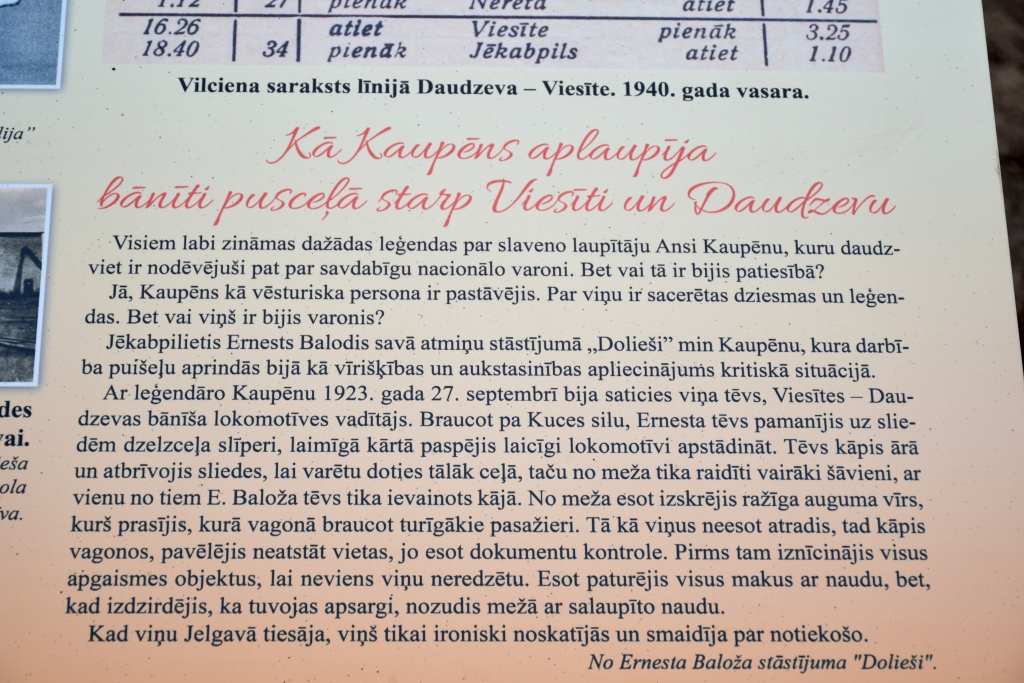 1.12 27 pienāk Nereta atiet 1.45
16.26 atiet Viesīte pienāk 3.25
18.40 34 pienāk Jēkabpils atiet 1.10
Vilciena saraksts līnijā Daudzeva – Viesīte. 1940. gada vasara.
lija”
Kā Kaupēns aplaupīja
bānīti pusceļā starp Viesīti un Daudzevu
Visiem labi zināmas dažādas leģendas par slaveno laupītāju Ansi Kaupēnu, kuru daudz-
viet ir nodēvējuši pat par savdabīgu nacionālo varoni. Bet vai tā ir bijis patiesībā?
Jā, Kaupēns kā vēsturiska persona ir pastāvējis. Par viņu ir sacerētas dziesmas un leģen-
das. Bet vai viņš ir bijis varonis?
Jēkabpilietis Ernests Balodis savā atmiņu stāstījumā „Dolieši” min Kaupēnu, kura darbī-
ba puišeļu aprindās bijā kā vīrišķības un aukstasinības apliecinājums kritiskā situācijā.
Ar leģendāro Kaupēnu 1923. gada 27. septembrī bija saticies viņa tēvs, Viesītes – Dau-
dzevas bānīša lokomotīves vadītājs. Braucot pa Kuces silu, Ernesta tēvs pamanījis uz slie-
dēm dzelzceļa slīperi, laimīgā kārtā paspējis laicīgi lokomotīvi apstādināt. Tēvs kāpis ārā
un atbrīvojis sliedes, lai varētu doties tālāk ceļā, taču no meža tika raidīti vairāki šāvieni, ar
vienu no tiem E. Baloža tēvs tika ievainots kājā. No meža esot izskrējis ražīga auguma vīrs,
kurš prasījis, kurā vagonā braucot turīgākie pasažieri. Tā kā viņus neesot atradis, tad kāpis
vagonos, pavēlējis neatstāt vietas, jo esot dokumentu kontrole. Pirms tam iznīcinājis visus
apgaismes objektus, lai neviens viņu neredzētu. Esot paturējis visus makus ar naudu, bet,
kad izdzirdējis, ka tuvojas apsargi, nozudis mežā ar salaupīto naudu.
Kad viņu Jelgavā tiesāja, viņš tikai ironiski noskatījās un smaidīja par notiekošo.
No Ernesta Baloža stāstījuma "Dolieši".
des
vai.
ieša
ola
va.